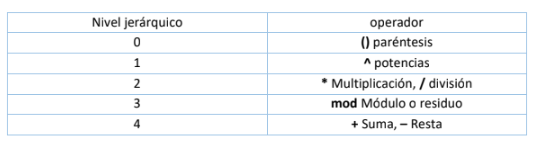 Nivel jerárquico operador
0 () paréntesis
1 ^ potencias
2 * Multiplicación, / división
3 mod Módulo o residuo
4 + Suma, – Resta